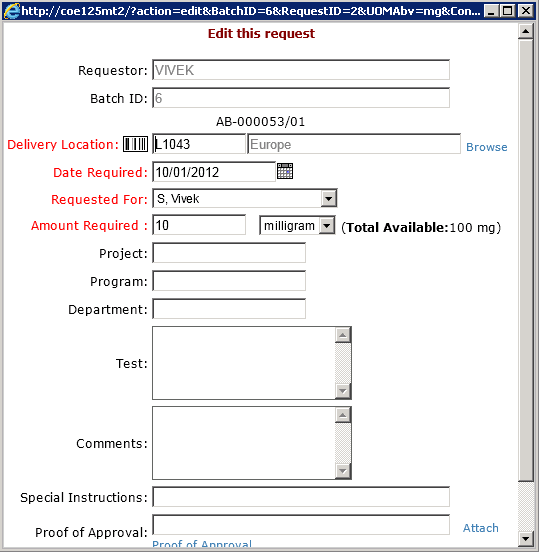 http://coe125mt2/?action=edit&BatchID=6&RequestID=2&UOMAbv=mg&Con...
Edit this request
Requestor: VIVEK
Batch ID: 6
AB-000053/01
Delivery Location: L1043 Europe Browse
Date Required: 10/01/2012
Requested For: S, Vivek
Amount Required : 10 milligram (Total Available:100 mg)
Project:
Program:
Department:
Test:
Comments:
Special Instructions:
Proof of Approval: Attach
Proof of Approval